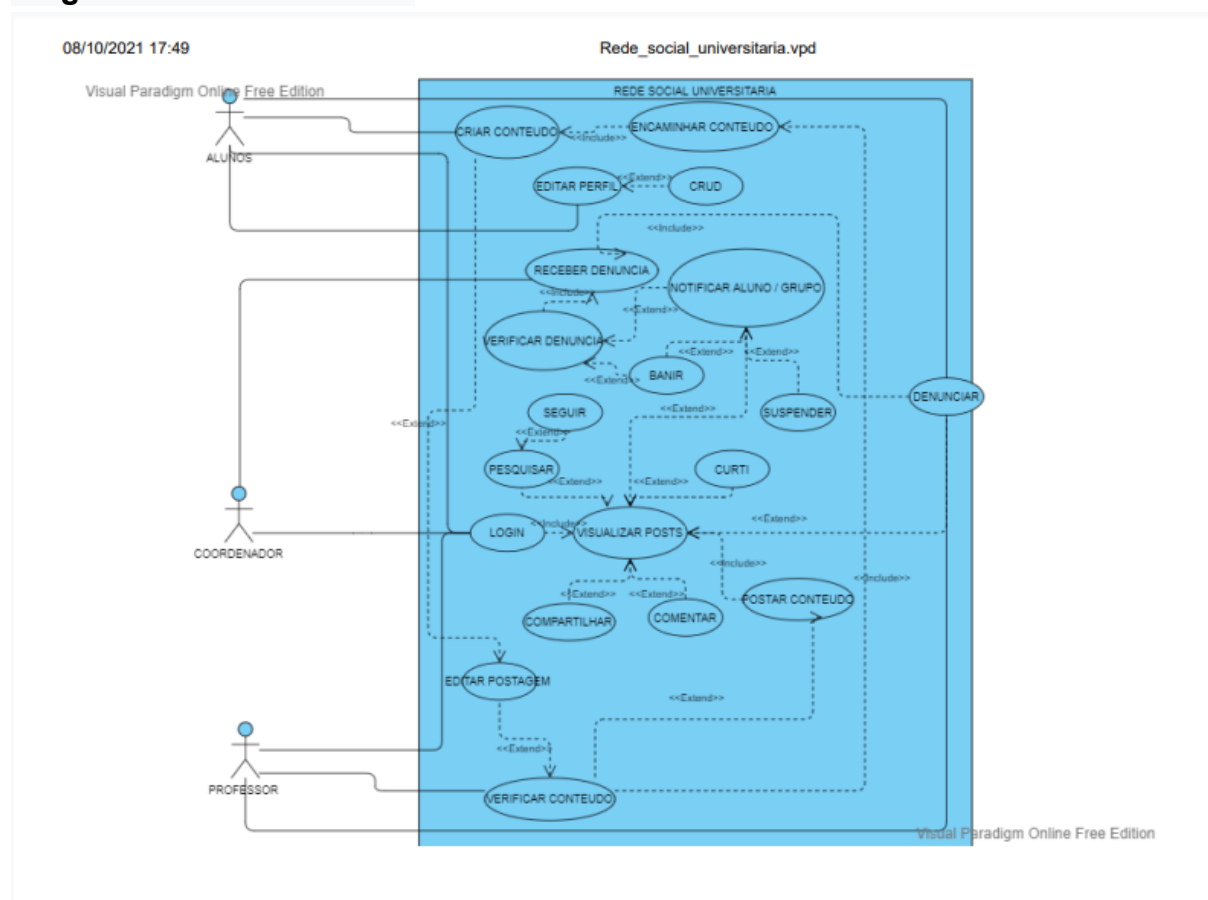 08/10/2021 17:49
Rede_social_universitaria.vpd
Visual Paradigm Online Free Edition
REDE SOCIAL UNIVERSITARIA
CRIAR CONTEUDO
<<Include>>
ENCAMINHAR CONTEUDO
ALUNOS
EDITAR PERFIL
<<Extend>>
CRUD
<<Include>>
RECEBER DENUNCIA
NOTIFICAR ALUNO / GRUPO
<<Include>>
<<Extend>>
VERIFICAR DENUNCIA
<<Extend>>
<<Extend>>
<<Extend>>
BANIR
DENUNCIAR
SEGUIR
<<Extend>>
SUSPENDER
<<Extend>>
<<Extend>>
PESQUISAR
CURTI
<<Extend>>
<<Extend>>
<<Extend>>
LOGIN
<<Include>>
VISUALIZAR POSTS
COORDENADOR
<<Include>>
<<Include>>
<<Extend>>
<<Extend>>
POSTAR CONTEUDO
COMPARTILHAR
COMENTAR
EDITAR POSTAGEM
<<Extend>>
<<Extend>>
PROFESSOR
VERIFICAR CONTEUDO
Visual Paradigm Online Free Edition